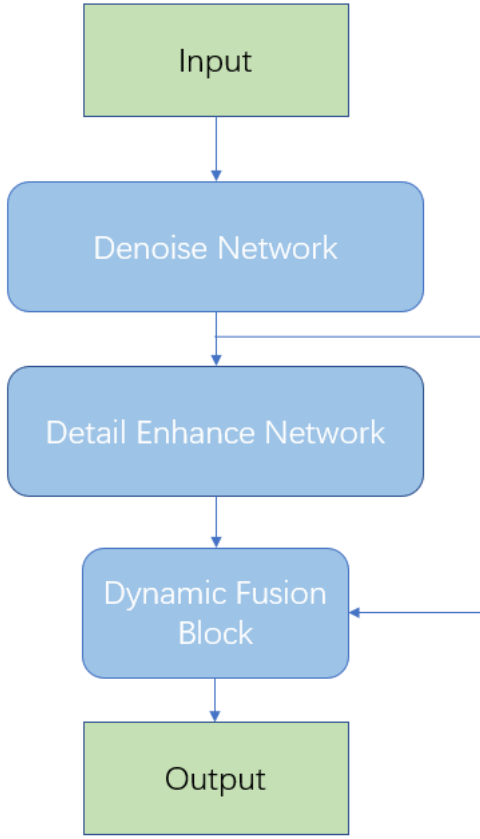 Input
Denoise Network
Detail Enhance Network
Dynamic Fusion
Block
Output